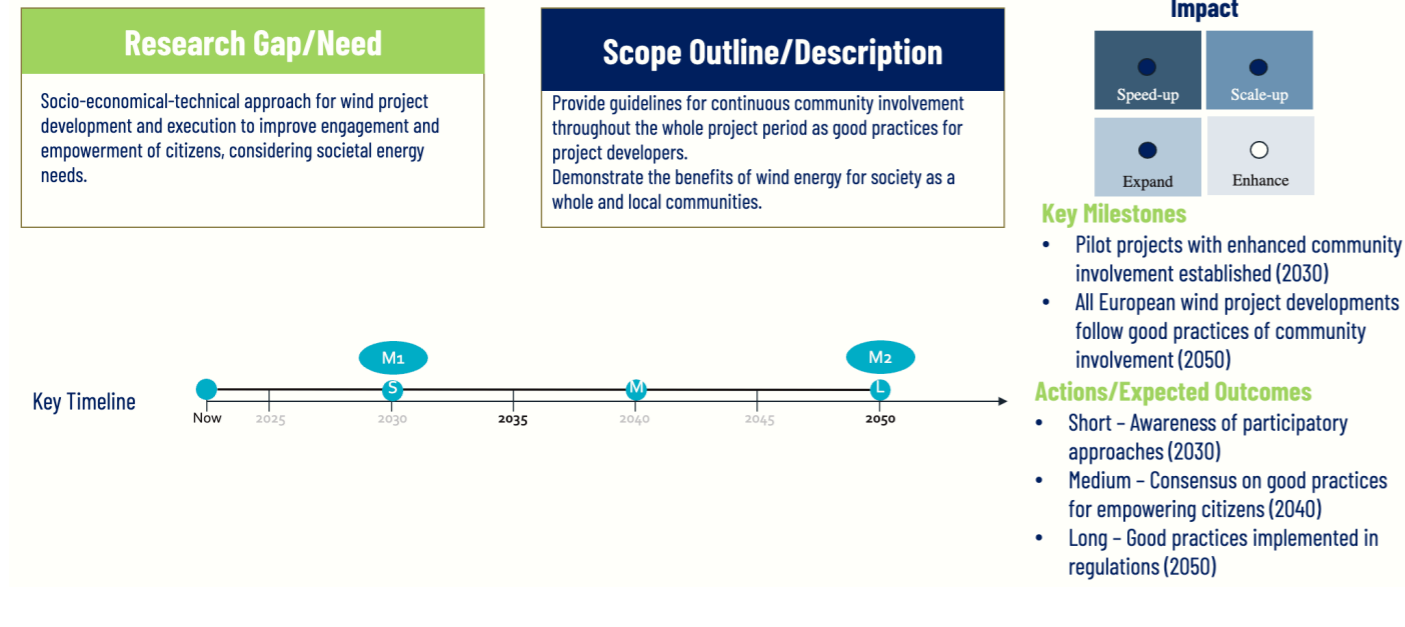 Research Gap/Need
Socio-economical-technical approach for wind project
development and execution to improve engagement and
empowerment of citizens, considering societal energy
needs.
Scope Outline/Description
Provide guidelines for continuous community involvement
throughout the whole project period as good practices for
project developers.
Demonstrate the benefits of wind energy for society as a
whole and local communities.
Impact
Speed-up
Scale-up
Expand
Enhance
Key Milestones
• Pilot projects with enhanced community
involvement established (2030)
• All European wind project developments
follow good practices of community
involvement (2050)
Actions/Expected Outcomes
• Short – Awareness of participatory
approaches (2030)
• Medium – Consensus on good practices
for empowering citizens (2040)
• Long – Good practices implemented in
regulations (2050)
Key Timeline
M1
M2
S
M
L
Now
2025
2030
2035
2040
2045
2050